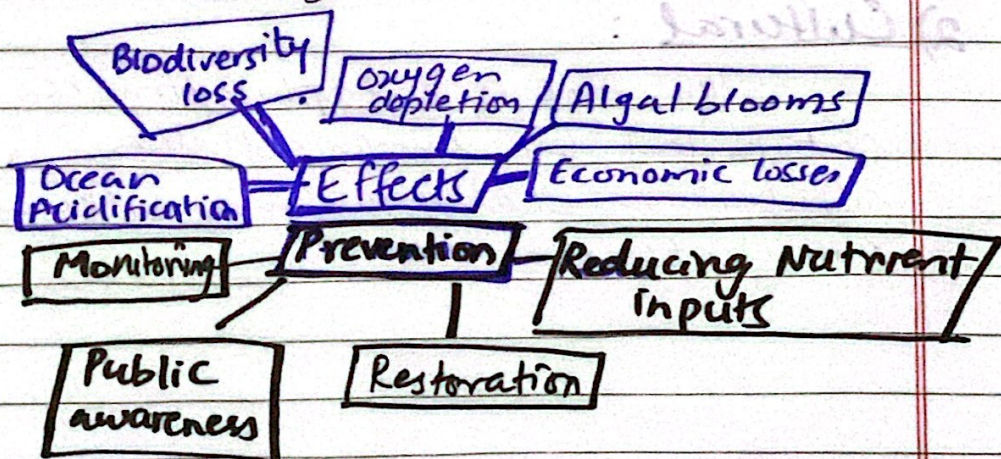 Biodiversity
loss
Oxygen
depletion
Algal blooms
Ocean
Acidification
Effects
Economic losses
Monitoring
Prevention
Reducing Nutrient
inputs
Public
awareness
Restoration